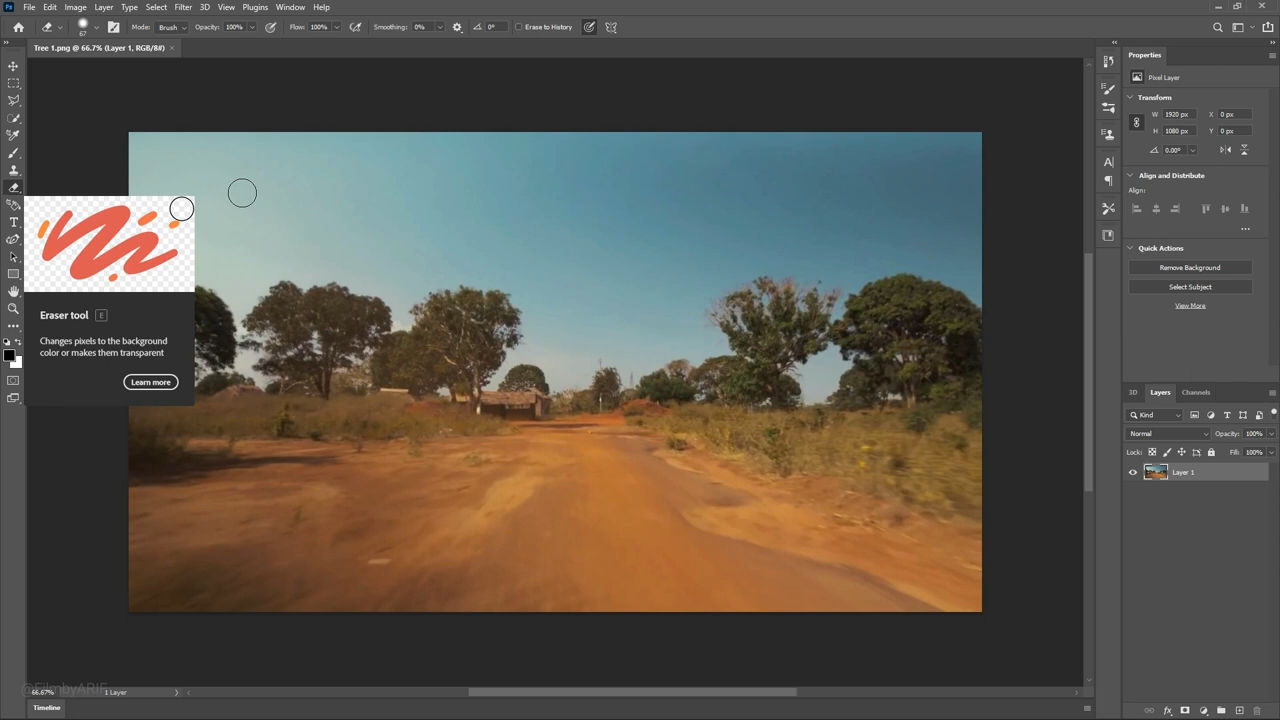 Ps File Edit Image Layer Type Select Filter 3D View Plugins Window Help
67 Mode: Brush Opacity: 100% Flow: 100% Smoothing: 0% 0° Erase to History
Tree 1.png @ 66.7% (Layer 1, RGB/8#) ×
Properties
Pixel Layer
Transform
W 1920 px X 0 px
H 1080 px Y 0 px
0.00°
Align and Distribute
Align:
Quick Actions
Remove Background
Select Subject
View More
Eraser tool E
Changes pixels to the background
color or makes them transparent
Learn more
3D Layers Channels
Kind
Normal Opacity: 100%
Lock: Fill: 100%
Layer 1
@FilmbyARIF
66.67% 1 Layer
Timeline